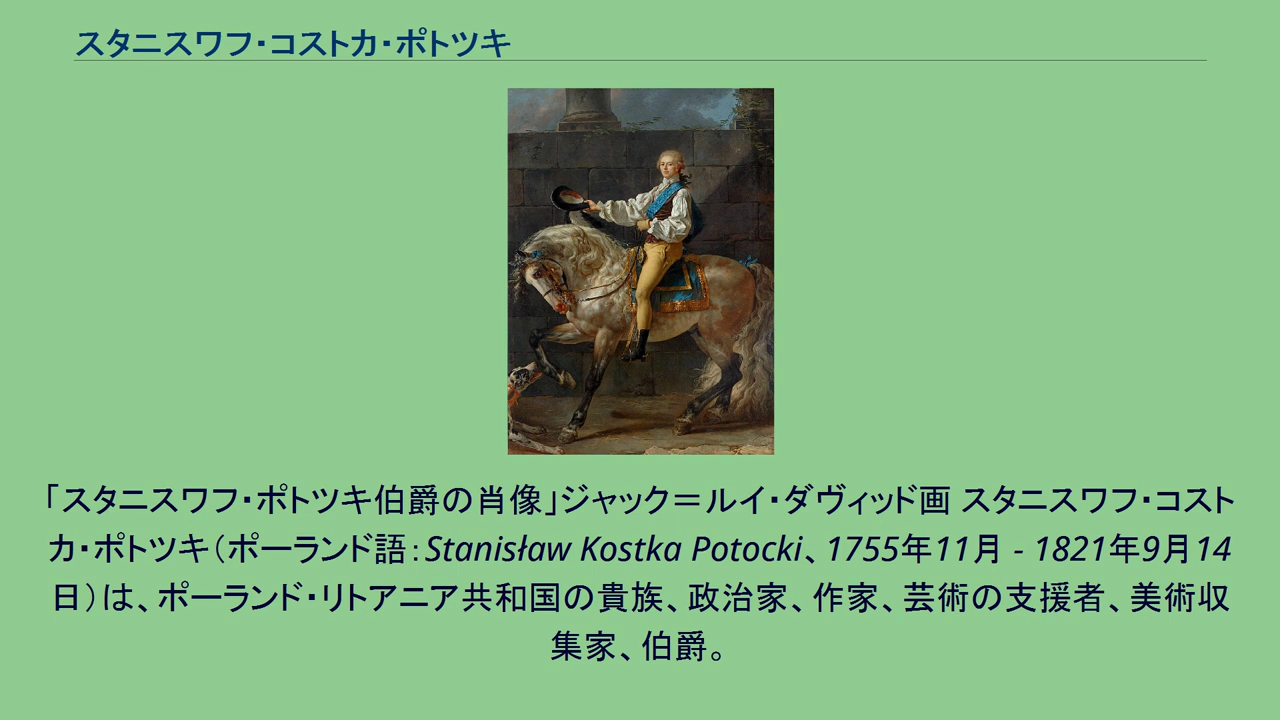 スタニスワフ・コストカ・ポトツキ
「スタニスワフ・ポトツキ伯爵の肖像」ジャック＝ルイ・ダヴィッド画 スタニスワフ・コスト
カ・ポトツキ（ポーランド語：Stanisław Kostka Potocki、1755年11月 - 1821年9月14
日）は、ポーランド・リトアニア共和国の貴族、政治家、作家、芸術の支援者、美術収
集家、伯爵。